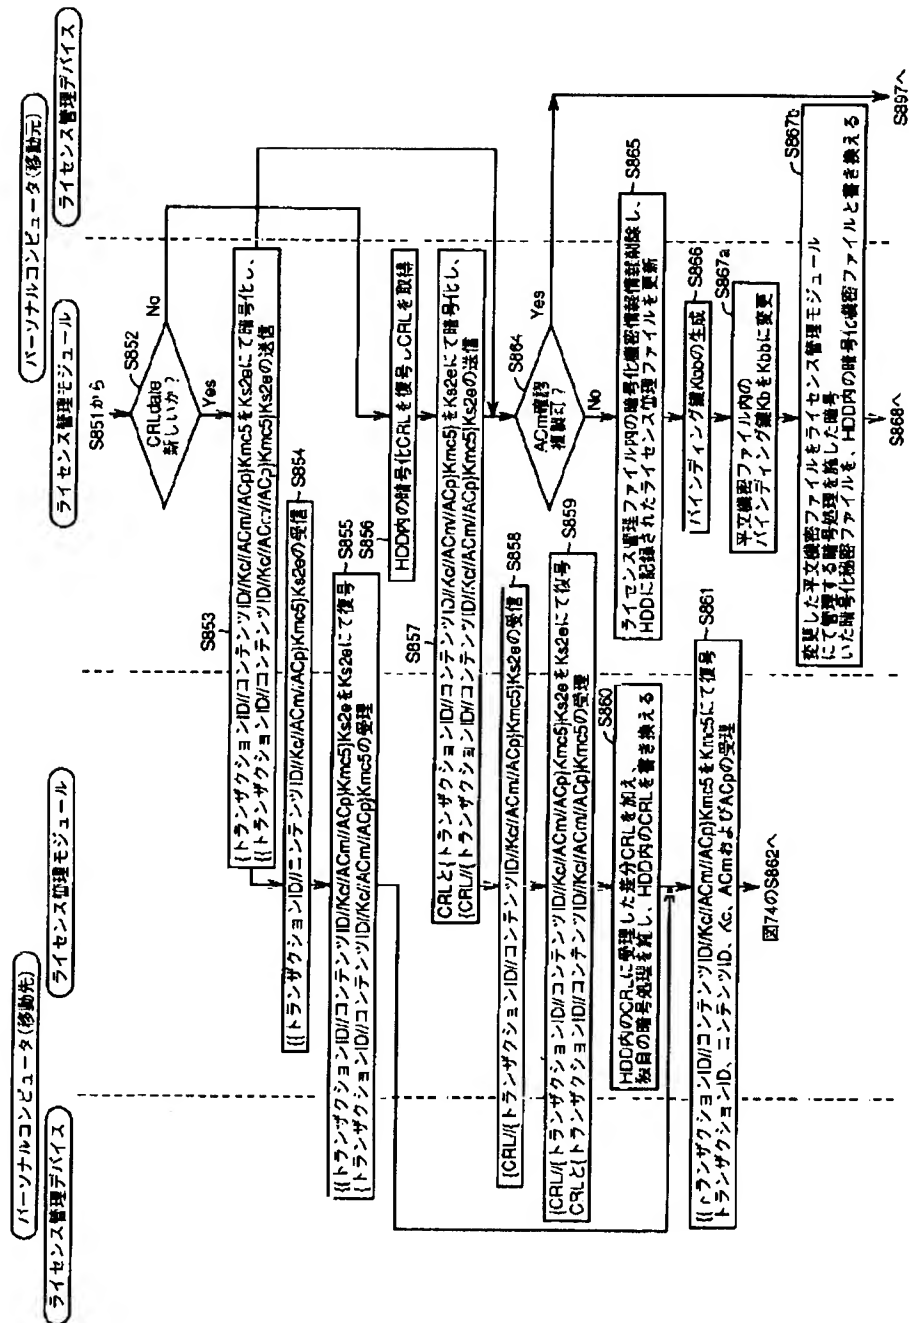 パーソナルコンピュータ(移動先)
パーソナルコンピュータ(移動元)
ライセンス管理デバイス
ライセンス管理モジュール
ライセンス管理モジュール
ライセンス管理デバイス
S851から
S852
CRLdate
新しいか?
No
Yes
S853
{トランザクションID//コンテンツID//Kc//ACm//ACp}Kmc5をKs2eにて暗号化し、
{{トランザクションID//コンテンツID//Kc//ACm//ACp}Kmc5}Ks2eの送信
S854
{{トランザクションID//コンテンツID//Kc//ACm//ACp}Kmc5}Ks2eの受信
S855
{{トランザクションID//コンテンツID//Kc//ACm//ACp}Kmc5}Ks2eをKs2eにて復号
{トランザクションID//コンテンツID//Kc//ACm//ACp}Kmc5の受理
S856
HDD内の暗号化CRLを復号しCRLを取得
S857
CRLと{トランザクションID//コンテンツID//Kc//ACm//ACp}Kmc5をKs2eにて暗号化し、
{CRL//{トランザクションID//コンテンツID//Kc//ACm//ACp}Kmc5}Ks2eの送信
S858
{CRL//{トランザクションID//コンテンツID//Kc//ACm//ACp}Kmc5}Ks2eの受信
S859
{CRL//{トランザクションID//コンテンツID//Kc//ACm//ACp}Kmc5}Ks2eをKs2eにて復号
CRLと{トランザクションID//コンテンツID//Kc//ACm//ACp}Kmc5の受理
S860
HDD内のCRLに受理した差分CRLを加え、
独自の暗号処理を施し、HDD内のCRLを書き換える
S861
{トランザクションID//コンテンツID//Kc//ACm//ACp}Kmc5をKmc5にて復号
トランザクションID、コンテンツID、Kc、ACmおよびACpの受理
図74のS862へ
S864
ACm確認
複製可?
Yes
No
S865
ライセンス管理ファイル内の暗号化機密情報削除し、
HDDに記録されたライセンス管理ファイルを更新
S866
バインディング鍵Kbbの生成
S867a
平文機密ファイル内の
バインディング鍵KbをKbbに変更
S867b
変更した平文機密ファイルをライセンス管理モジュール
にて管理する暗号処理を施した暗号
いた暗号化秘密ファイルを、HDD内の暗号化機密ファイルと書き換える
S868へ
S897へ